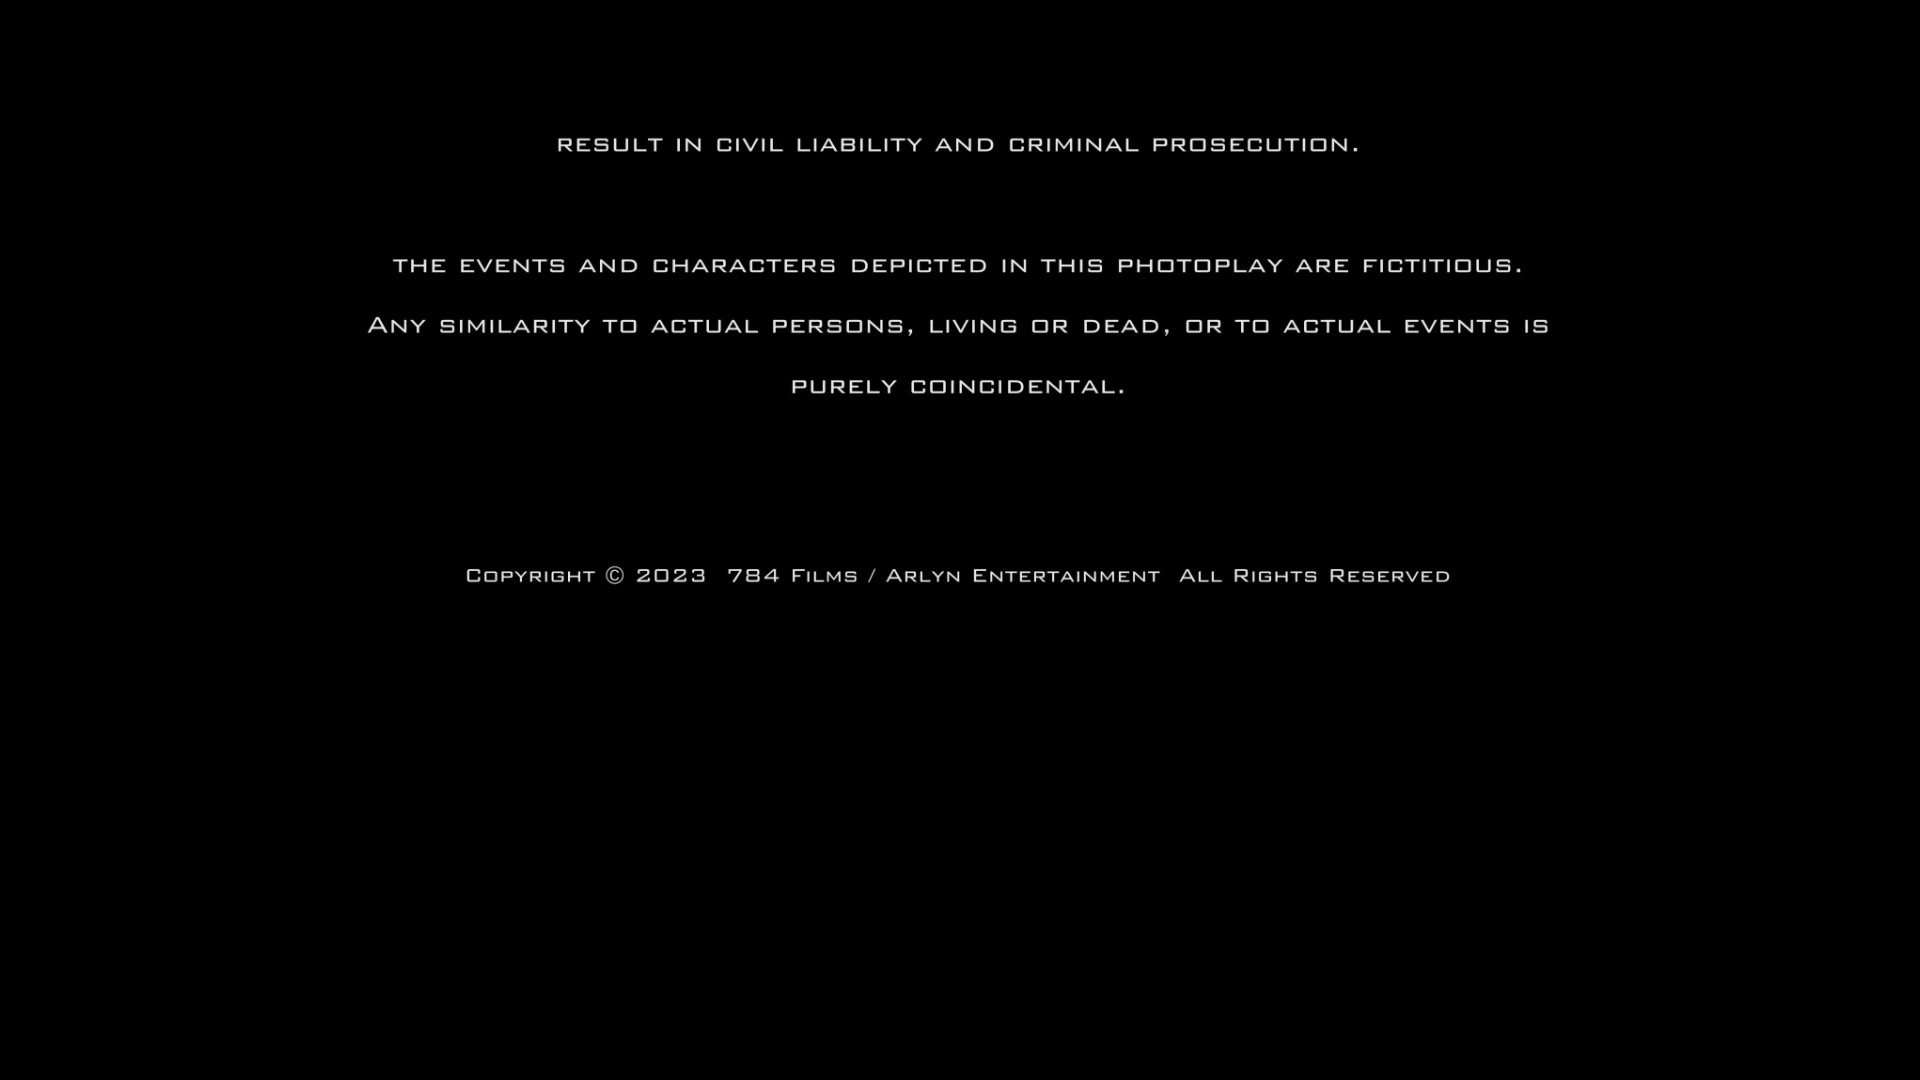 RESULT IN CIVIL LIABILITY AND CRIMINAL PROSECUTION.
THE EVENTS AND CHARACTERS DEPICTED IN THIS PHOTOPLAY ARE FICTITIOUS.
ANY SIMILARITY TO ACTUAL PERSONS, LIVING OR DEAD, OR TO ACTUAL EVENTS IS
PURELY COINCIDENTAL.
COPYRIGHT © 2023 784 FILMS / ARLYN ENTERTAINMENT ALL RIGHTS RESERVED